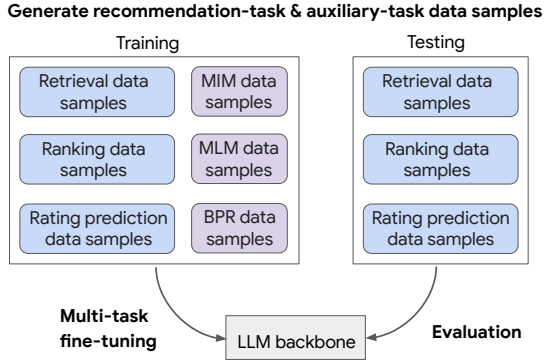 Generate recommendation-task & auxiliary-task data samples
Training
Testing
Retrieval data
samples
MIM data
samples
Retrieval data
samples
Ranking data
samples
MLM data
samples
Ranking data
samples
Rating prediction
data samples
BPR data
samples
Rating prediction
data samples
Multi-task
fine-tuning
LLM backbone
Evaluation